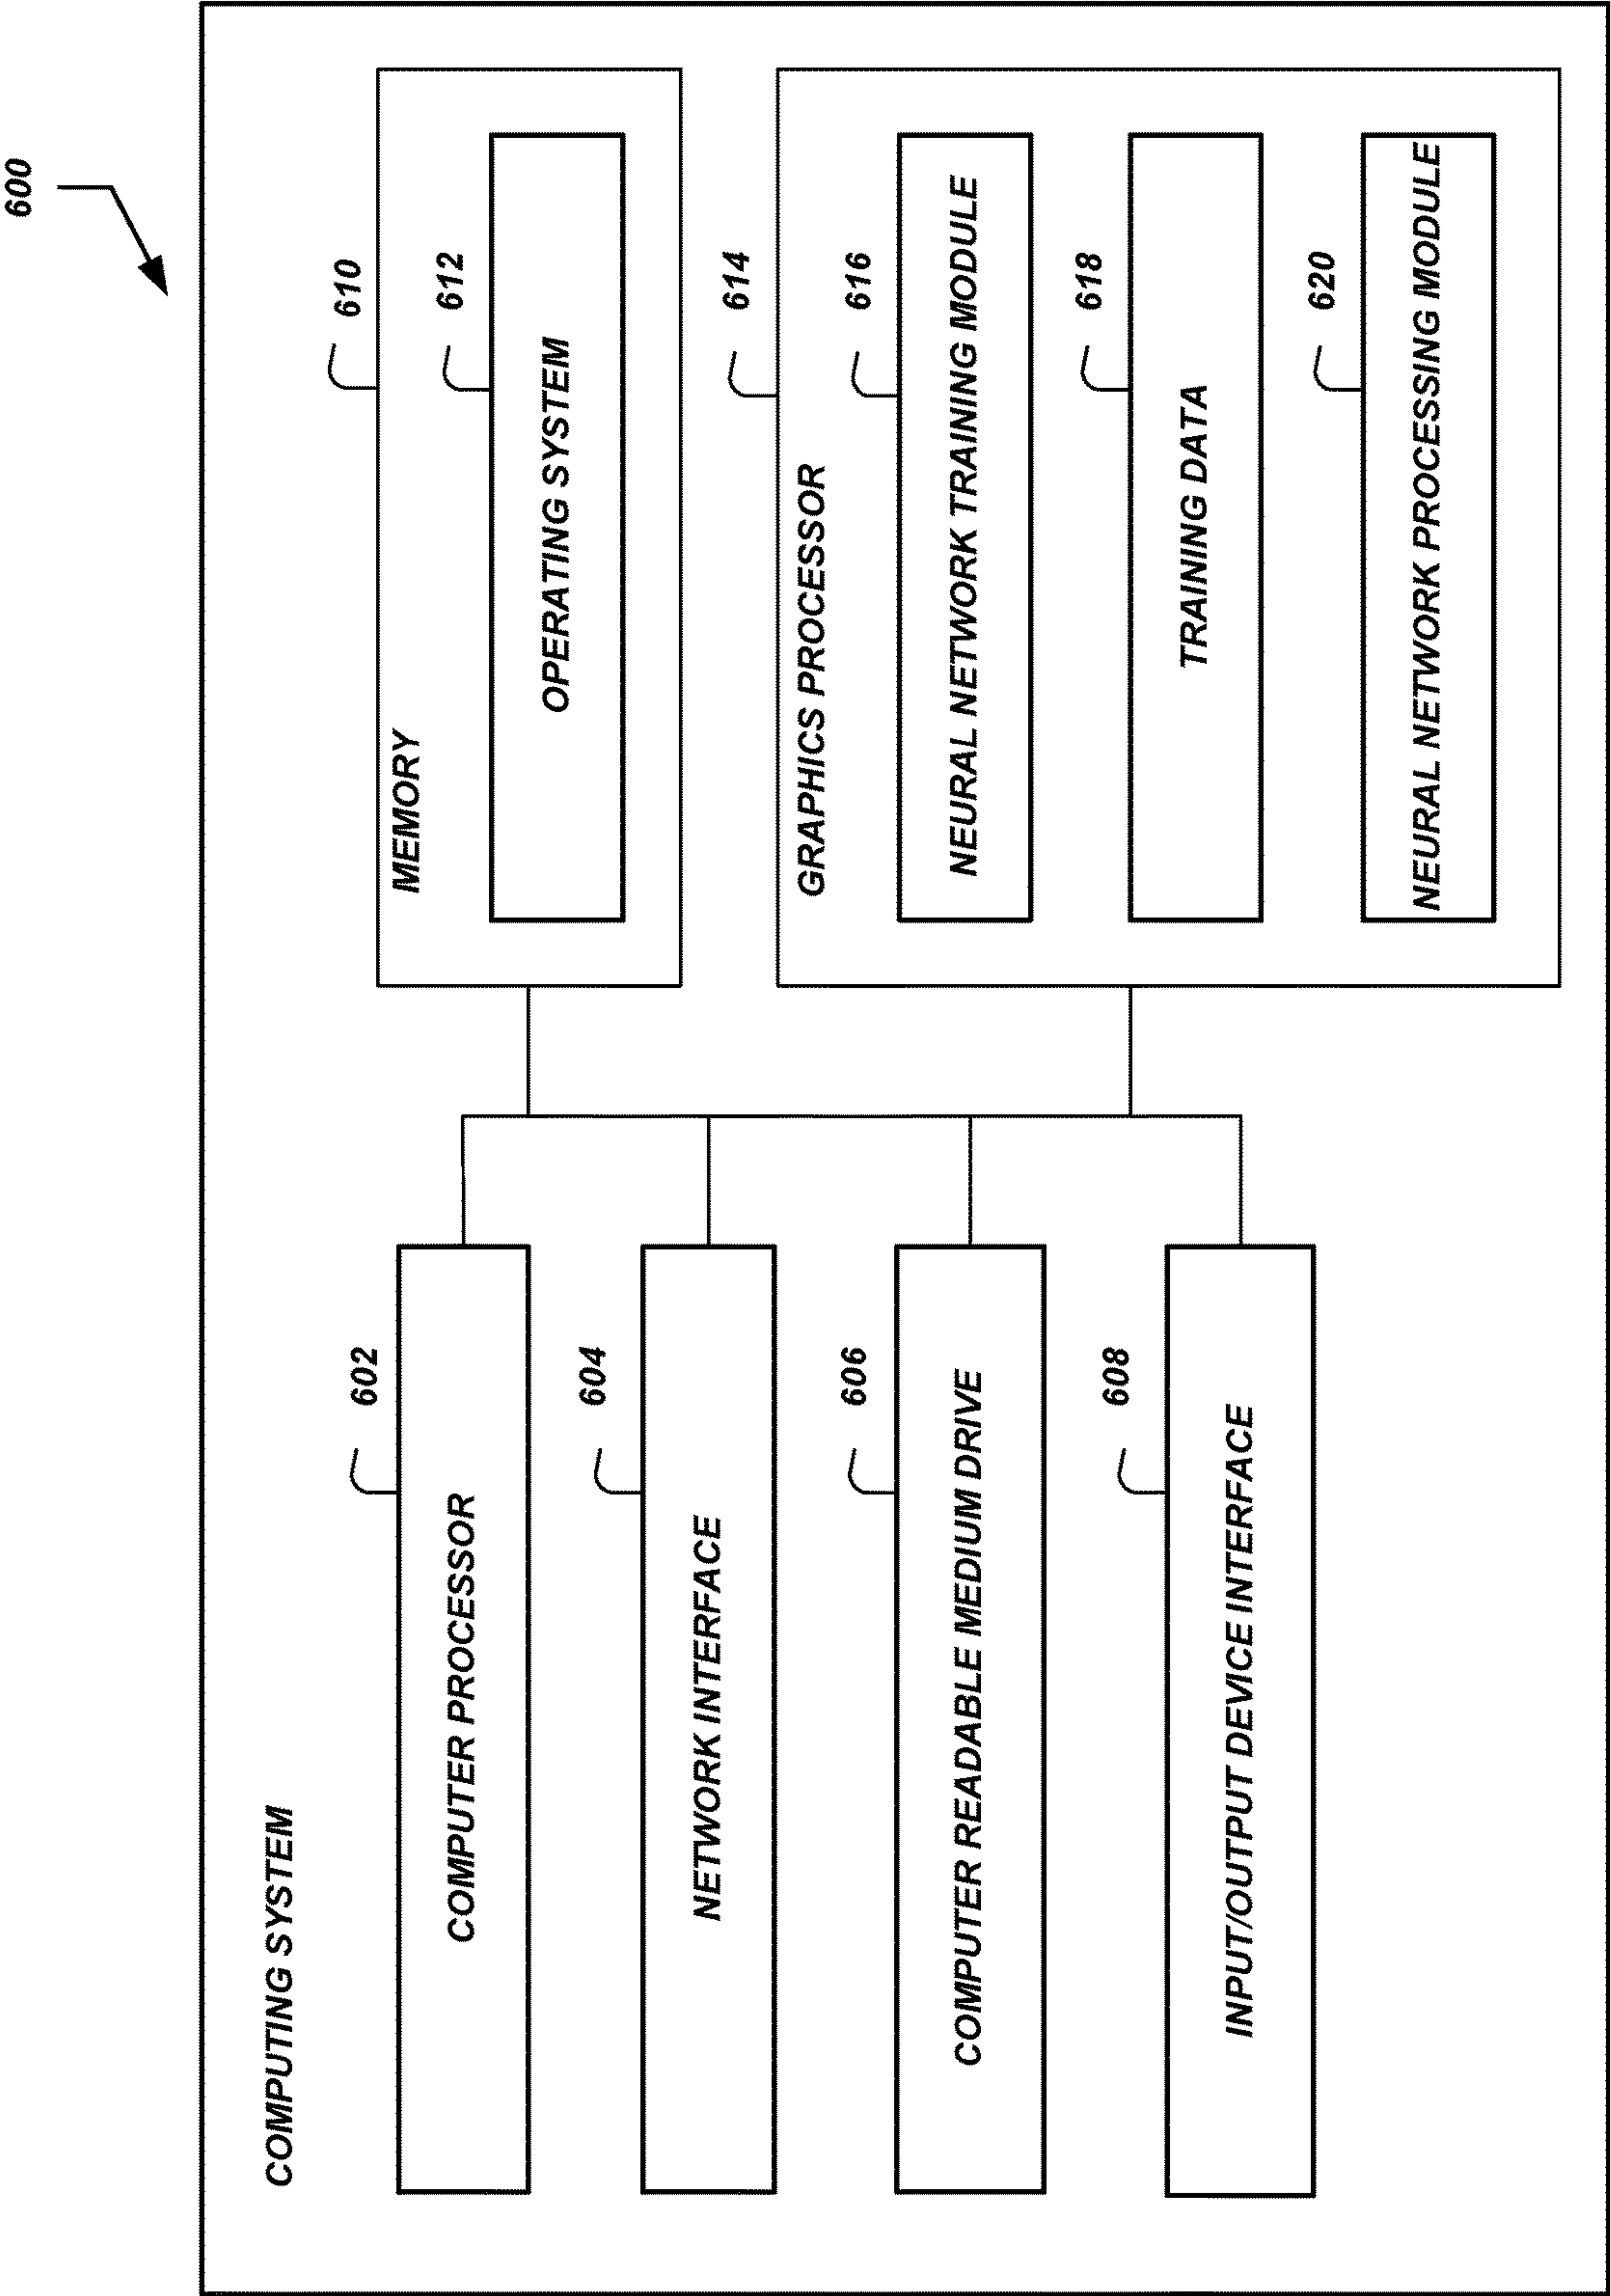 600
COMPUTING SYSTEM
602
COMPUTER PROCESSOR
604
NETWORK INTERFACE
606
COMPUTER READABLE MEDIUM DRIVE
608
INPUT/OUTPUT DEVICE INTERFACE
610
MEMORY
612
OPERATING SYSTEM
614
GRAPHICS PROCESSOR
616
NEURAL NETWORK TRAINING MODULE
618
TRAINING DATA
620
NEURAL NETWORK PROCESSING MODULE